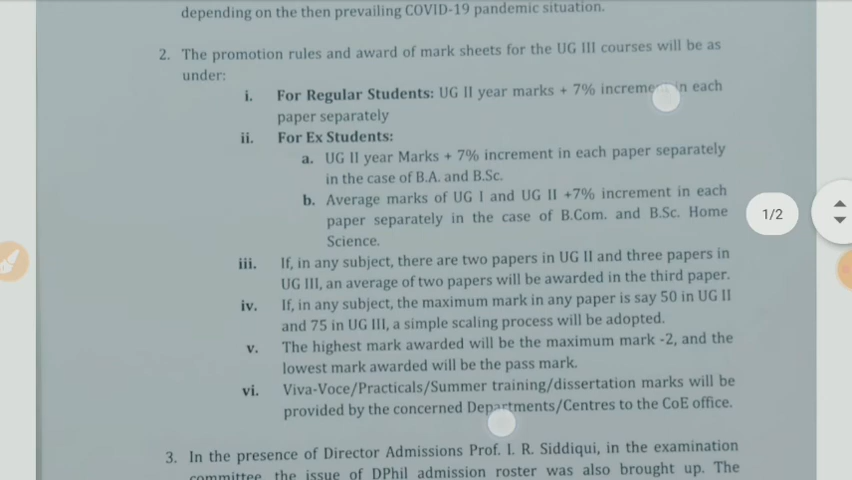 depending on the then prevailing COVID-19 pandemic situation.
2. The promotion rules and award of mark sheets for the UG III courses will be as
under:
i. For Regular Students: UG II year marks + 7% increment in each
paper separately
ii. For Ex Students:
a. UG II year Marks + 7% increment in each paper separately
in the case of B.A. and B.Sc.
b. Average marks of UG I and UG II +7% increment in each
paper separately in the case of B.Com. and B.Sc. Home
Science.
1/2
iii. If, in any subject, there are two papers in UG II and three papers in
UG III, an average of two papers will be awarded in the third paper.
iv. If, in any subject, the maximum mark in any paper is say 50 in UG II
and 75 in UG III, a simple scaling process will be adopted.
v. The highest mark awarded will be the maximum mark -2, and the
lowest mark awarded will be the pass mark.
vi. Viva-Voce/Practicals/Summer training/dissertation marks will be
provided by the concerned Departments/Centres to the CoE office.
3. In the presence of Director Admissions Prof. I. R. Siddiqui, in the examination
committee, the issue of DPhil admission roster was also brought up. The